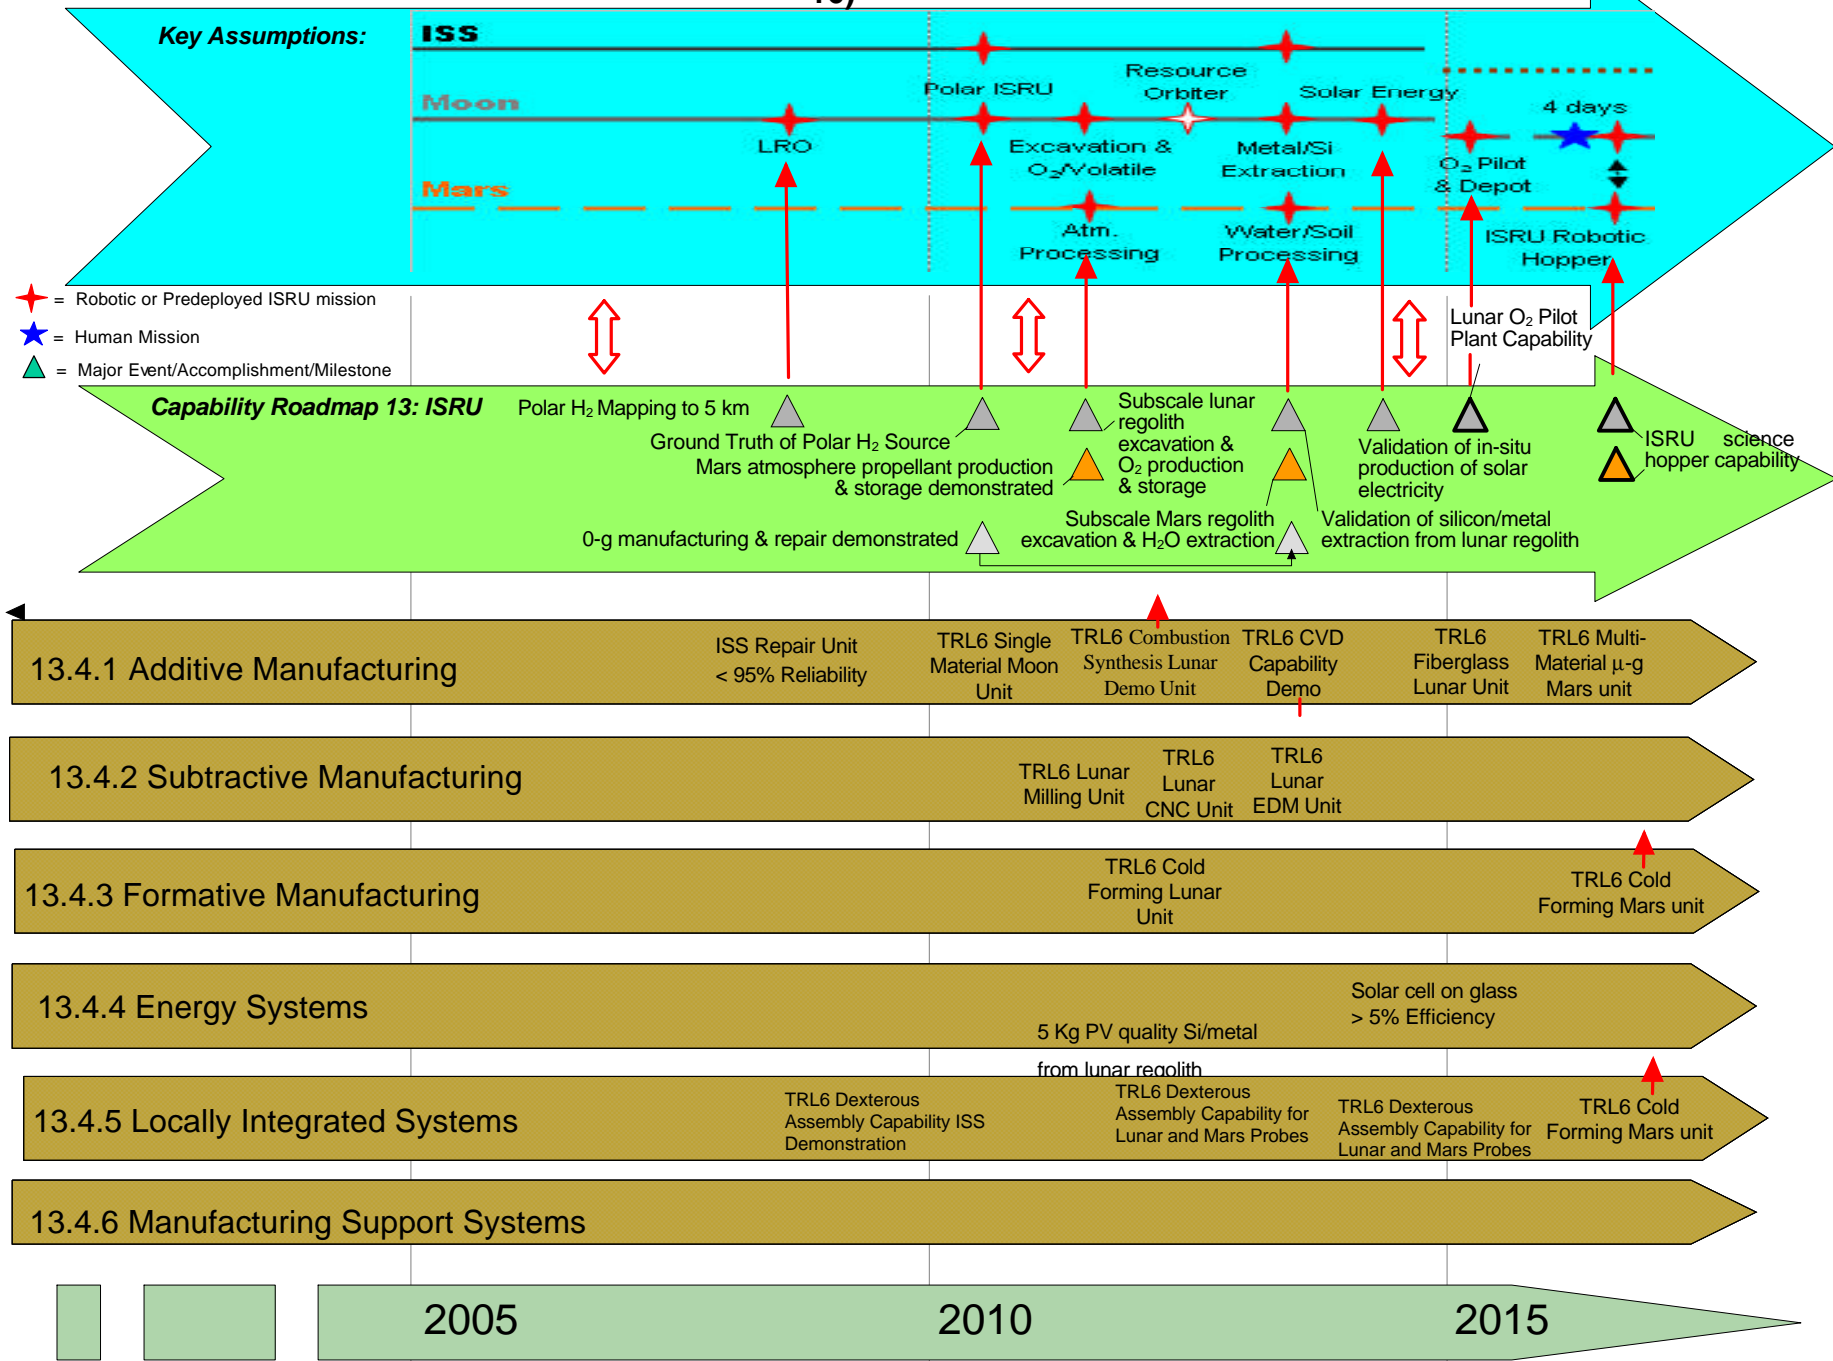 Key Assumptions:
ISS
Resource
Orbiter
Polar ISRU
Solar Energy
Moon
4 days
LRO
Excavation &
O₂/Volatile
Metal/Si
Extraction
O₂ Pilot
& Depot
Mars
Atm.
Processing
Water/Soil
Processing
ISRU Robotic
Hopper
= Robotic or Predeployed ISRU mission
= Human Mission
= Major Event/Accomplishment/Milestone
Lunar O₂ Pilot
Plant Capability
Capability Roadmap 13: ISRU
Polar H₂ Mapping to 5 km
Ground Truth of Polar H₂ Source
Mars atmosphere propellant production
& storage demonstrated
0-g manufacturing & repair demonstrated
Subscale lunar
regolith
excavation &
O₂ production
& storage
Subscale Mars regolith
excavation & H₂O extraction
Validation of in-situ
production of solar
electricity
Validation of silicon/metal
extraction from lunar regolith
ISRU science
hopper capability
13.4.1 Additive Manufacturing
ISS Repair Unit
< 95% Reliability
TRL6 Single
Material Moon
Unit
TRL6 Combustion
Synthesis Lunar
Demo Unit
TRL6 CVD
Capability
Demo
TRL6
Fiberglass
Lunar Unit
TRL6 Multi-
Material μ-g
Mars unit
13.4.2 Subtractive Manufacturing
TRL6 Lunar
Milling Unit
TRL6
Lunar
CNC Unit
TRL6
Lunar
EDM Unit
13.4.3 Formative Manufacturing
TRL6 Cold
Forming Lunar
Unit
TRL6 Cold
Forming Mars unit
13.4.4 Energy Systems
5 Kg PV quality Si/metal
from lunar regolith
Solar cell on glass
> 5% Efficiency
13.4.5 Locally Integrated Systems
TRL6 Dexterous
Assembly Capability ISS
Demonstration
TRL6 Dexterous
Assembly Capability for
Lunar and Mars Probes
TRL6 Dexterous
Assembly Capability for
Lunar and Mars Probes
TRL6 Cold
Forming Mars unit
13.4.6 Manufacturing Support Systems
2005
2010
2015